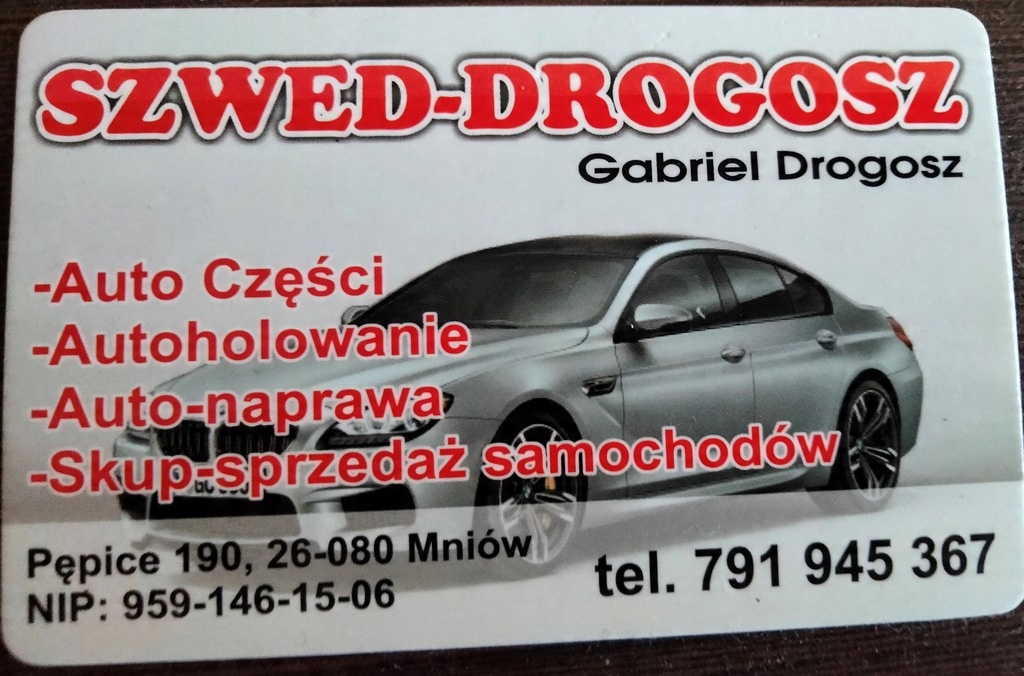 SZWED-DROGOSZ
Gabriel Drogosz
-Auto Części
-Autoholowanie
-Auto-naprawa
-Skup-sprzedaż samochodów
Pępice 190, 26-080 Mniów
NIP: 959-146-15-06
tel. 791 945 367